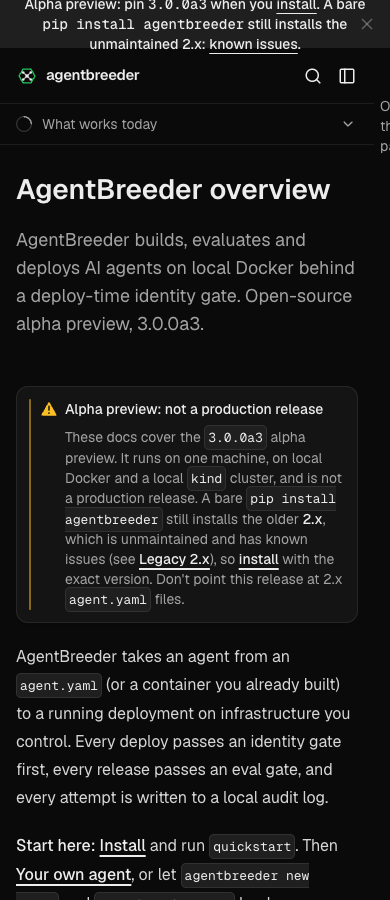 Alpha preview: pin 3.0.0a3 when you install. A bare
pip install agentbreeder still installs the
unmaintained 2.x: known issues.
agentbreeder
What works today
AgentBreeder overview
AgentBreeder builds, evaluates and
deploys AI agents on local Docker behind
a deploy-time identity gate. Open-source
alpha preview, 3.0.0a3.
Alpha preview: not a production release
These docs cover the 3.0.0a3 alpha
preview. It runs on one machine, on local
Docker and a local kind cluster, and is not
a production release. A bare pip install
agentbreeder still installs the older 2.x,
which is unmaintained and has known
issues (see Legacy 2.x), so install with the
exact version. Don't point this release at 2.x
agent.yaml files.
AgentBreeder takes an agent from an
agent.yaml (or a container you already built)
to a running deployment on infrastructure you
control. Every deploy passes an identity gate
first, every release passes an eval gate, and
every attempt is written to a local audit log.
Start here: Install and run quickstart. Then
Your own agent, or let agentbreeder new